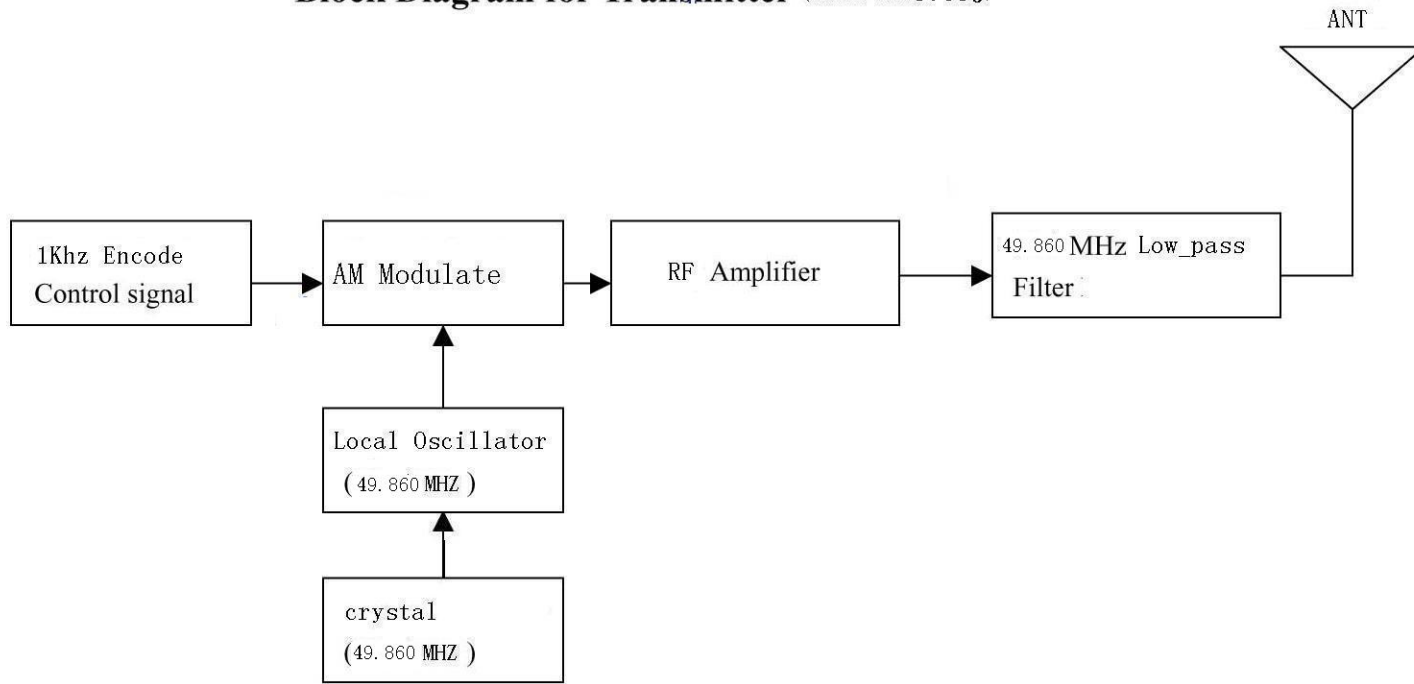 Block Diagram for Transmitter
ANT
1Khz Encode
Control signal
AM Modulate
RF Amplifier
49.860 MHz Low_pass
Filter
Local Oscillator
(49.860 MHZ)
crystal
(49.860 MHZ)